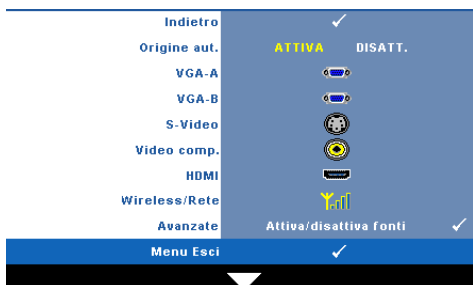 Indietro
Origine aut. ATTIVA DISATT.
VGA-A
VGA-B
S-Video
Video comp.
HDMI
Wireless/Rete
Avanzate Attiva/disattiva fonti
Menu Esci